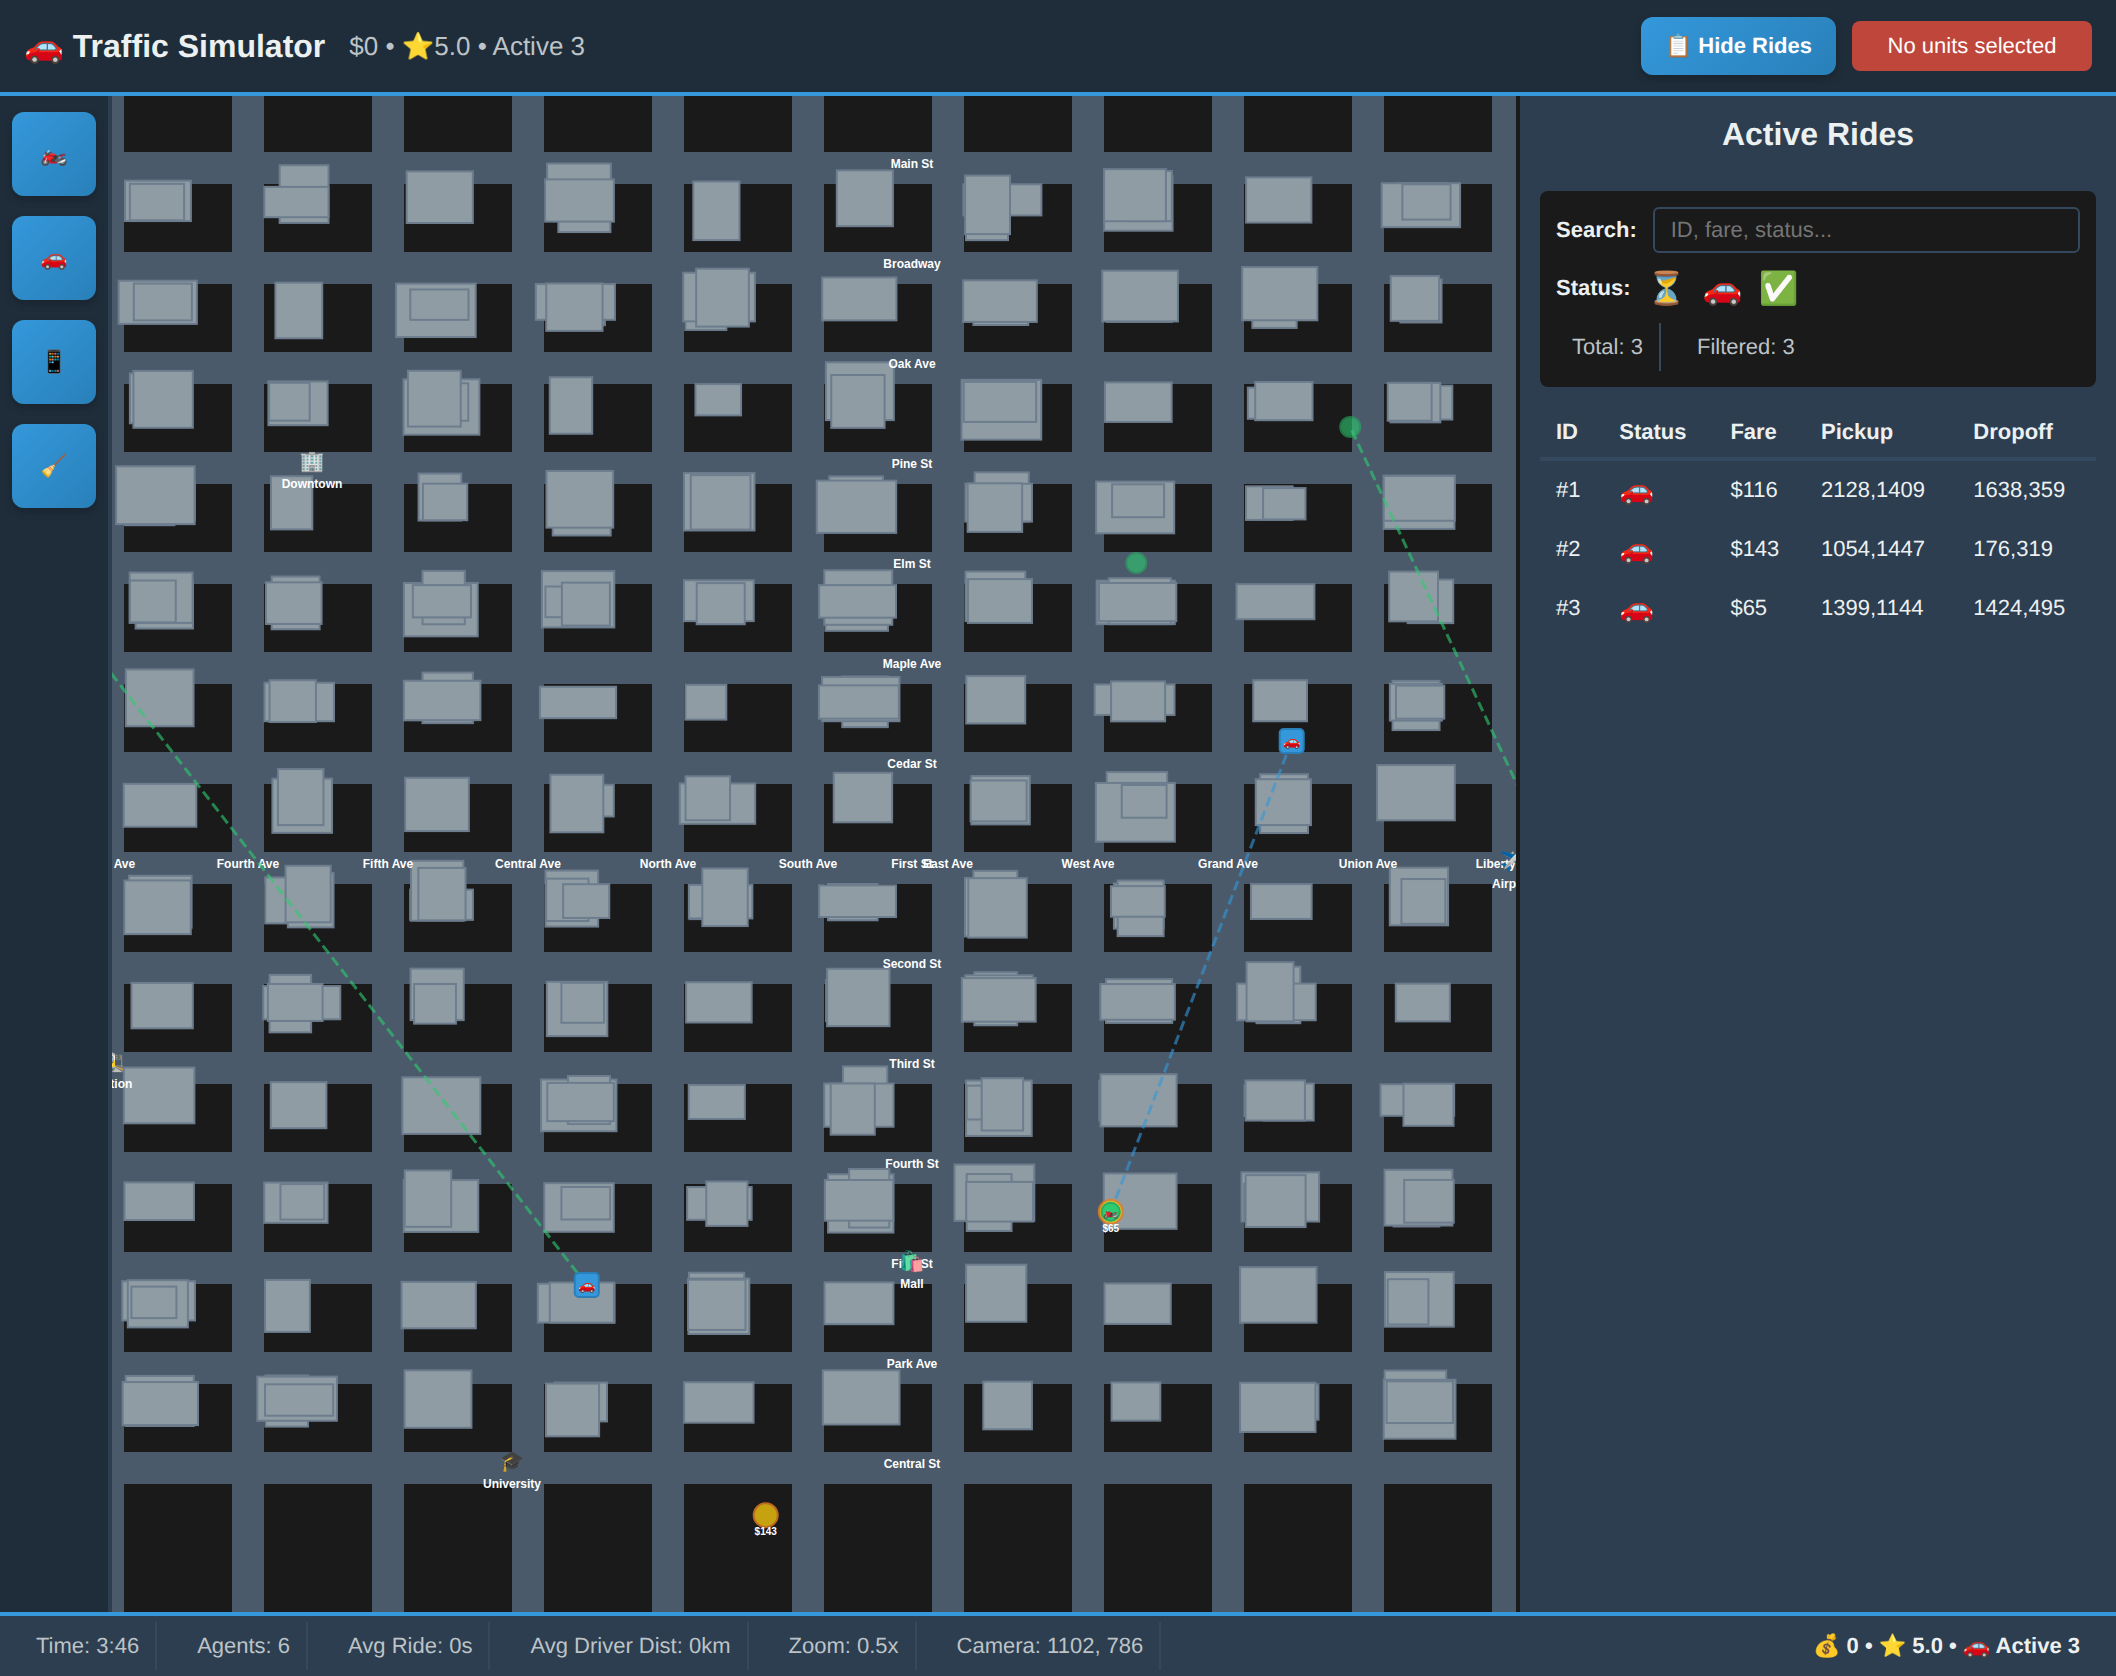 Traffic Simulator $0 • ⭐5.0 • Active 3
Hide Rides
No units selected
Main St
Broadway
Oak Ave
Pine St
Downtown
Elm St
Maple Ave
Cedar St
Ave Fourth Ave Fifth Ave Central Ave North Ave South Ave First St East Ave West Ave Grand Ave Union Ave Liberty
Airp
Second St
Third St
tion
Fourth St
$65
St
Mall
Park Ave
Central St
University
$143
Active Rides
Search: ID, fare, status...
Status:
Total: 3 Filtered: 3
ID Status Fare Pickup Dropoff
#1 $116 2128,1409 1638,359
#2 $143 1054,1447 176,319
#3 $65 1399,1144 1424,495
Time: 3:46 Agents: 6 Avg Ride: 0s Avg Driver Dist: 0km Zoom: 0.5x Camera: 1102, 786 0 • ⭐ 5.0 • Active 3